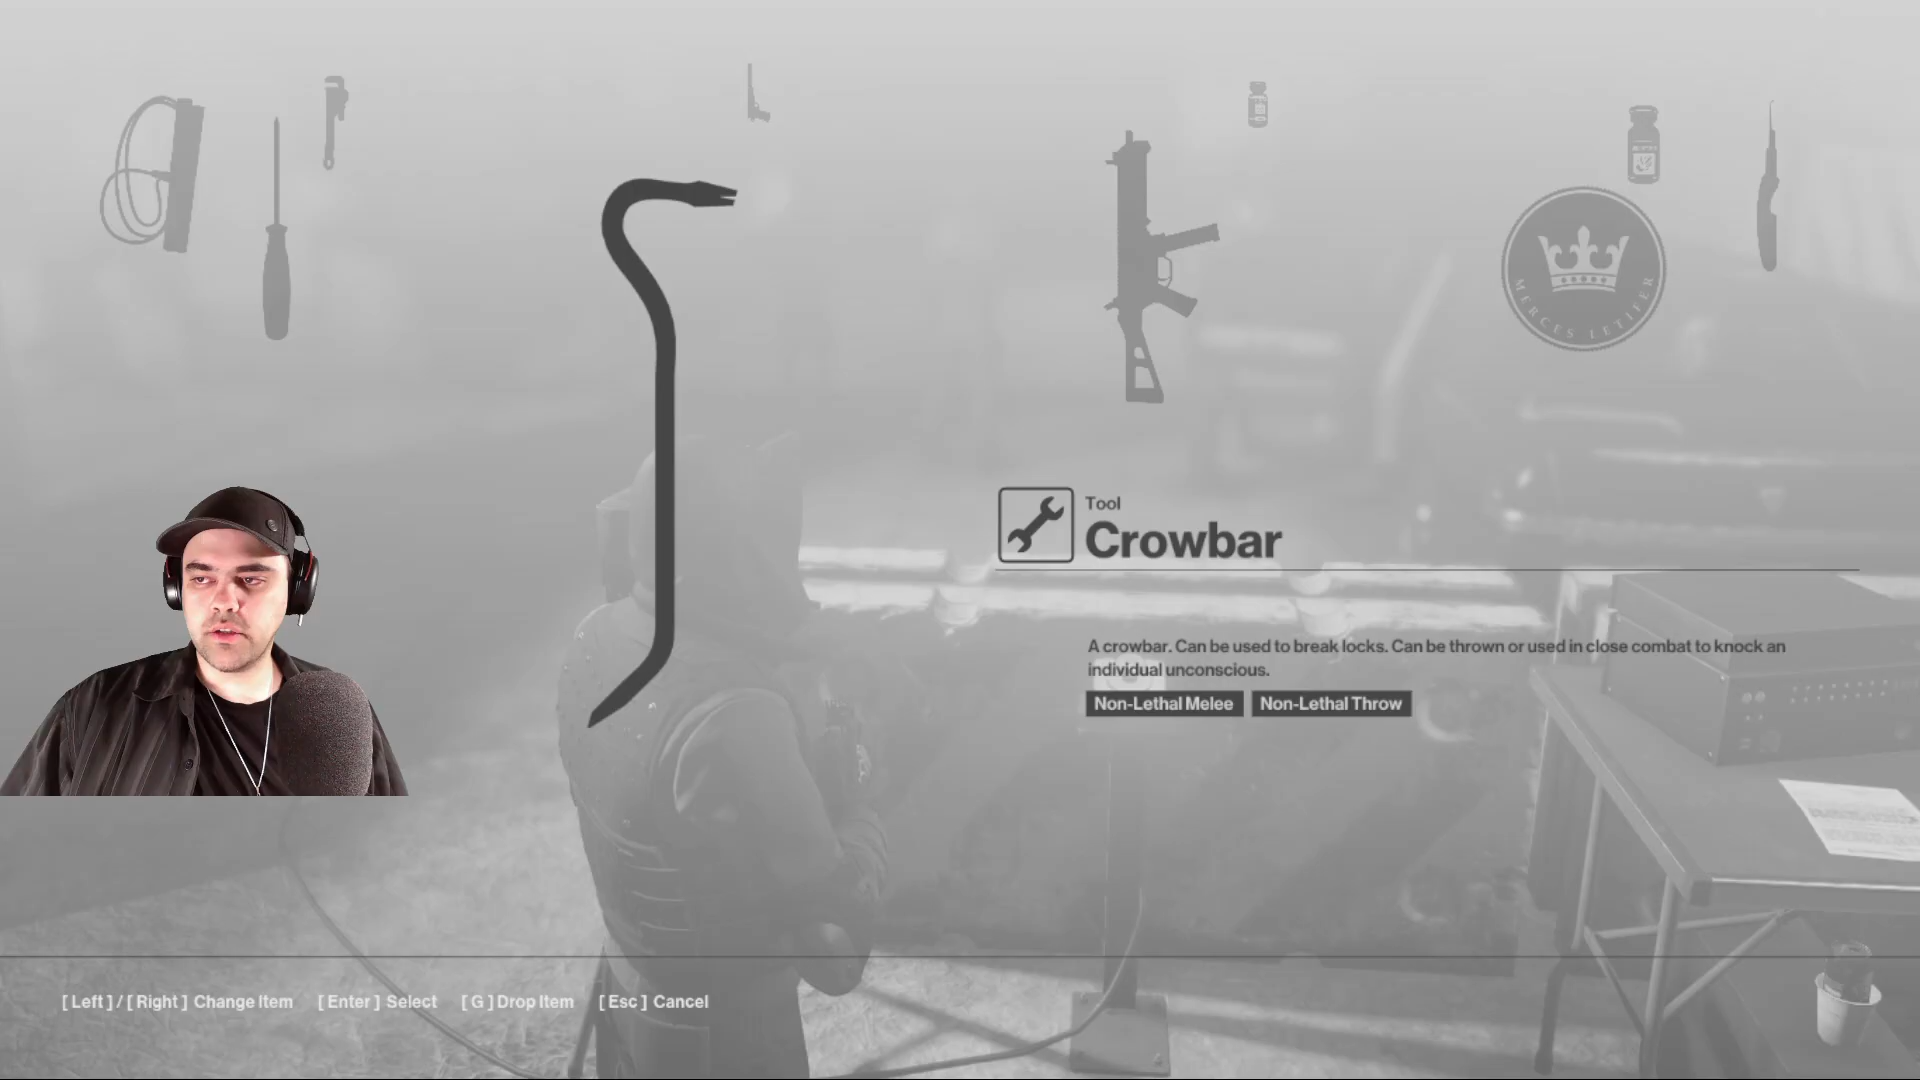 MERCES LETIFER
Tool
Crowbar
A crowbar. Can be used to break locks. Can be thrown or used in close combat to knock an
individual unconscious.
Non-Lethal Melee Non-Lethal Throw
[ Left ] / [ Right ] Change Item [ Enter ] Select [ G ] Drop Item [ Esc ] Cancel